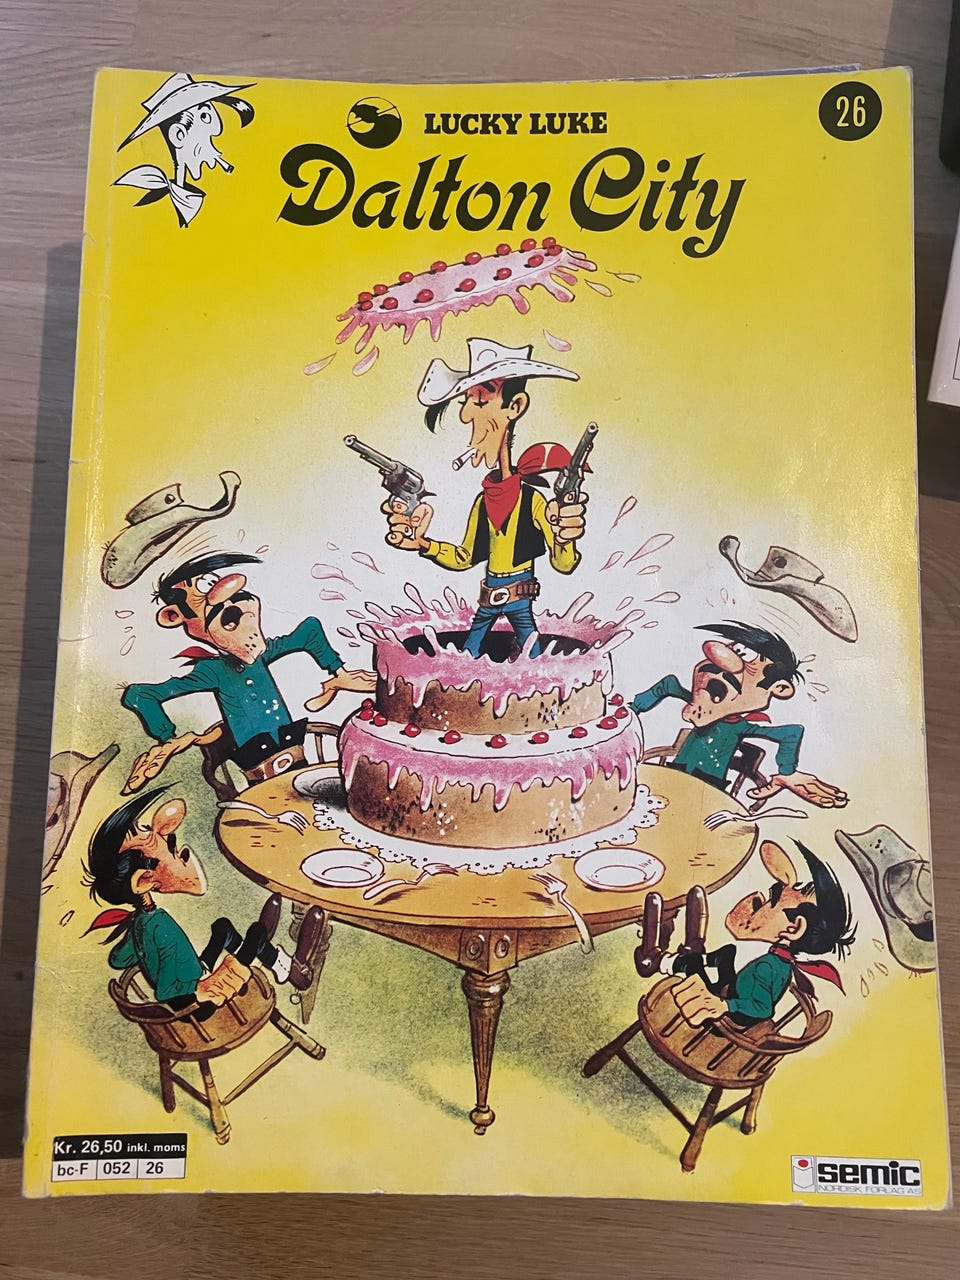 LUCKY LUKE
26
Dalton City
Kr. 26,50 inkl. moms
bc-F 052 26
semic
NORDISK FORLAG AS